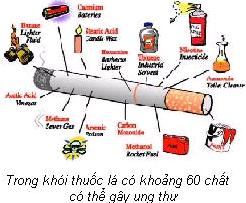 Butane
Lighter
Fluid
Cadmium
Batteries
Stearic Acid
Candle Wax
Hexamine
Barbecue
Lighter
Toluene
Industrial
Solvent
Nicotine
Insecticide
Ammonia
Toilet Cleaner
Acetic Acid
Vinegar
Methane
Sewer Gas
Arsenic
Poison
Carbon
Monoxide
Methanol
Rocket Fuel
Trong khói thuốc lá có khoảng 60 chất
có thể gây ung thư